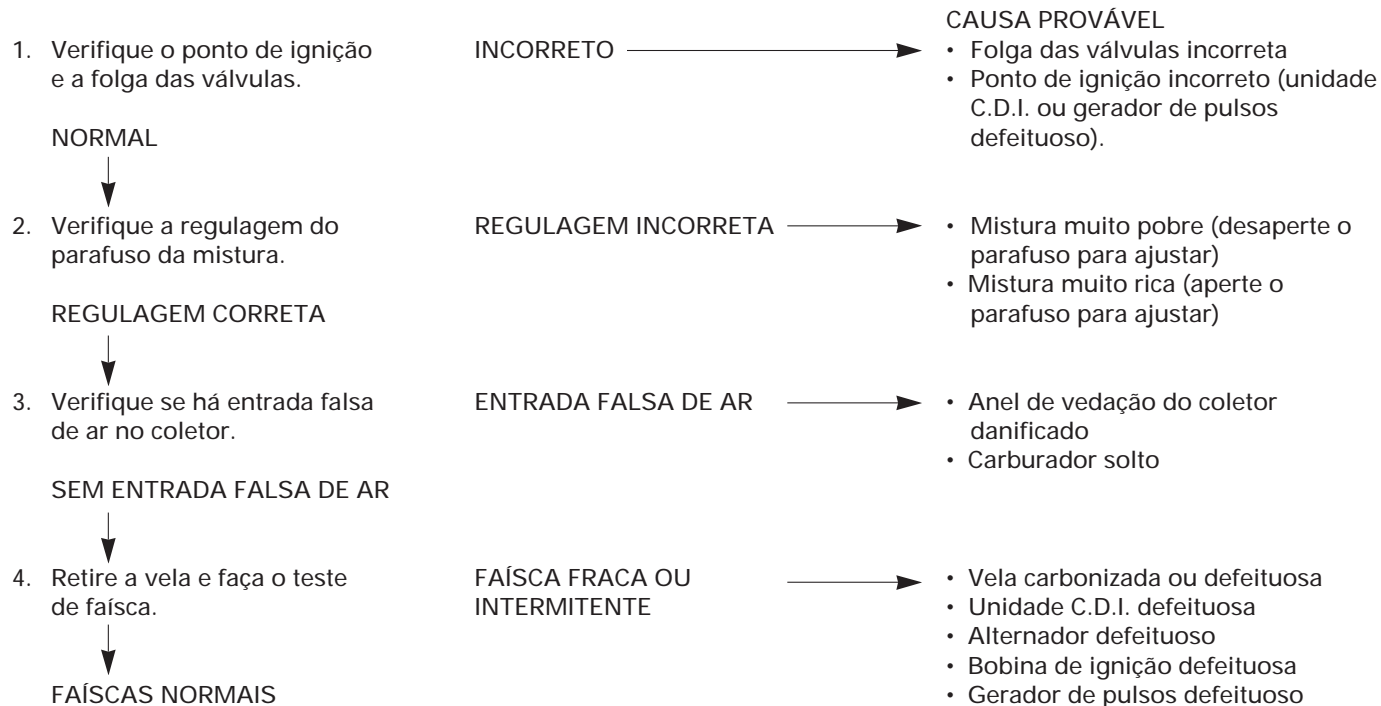 CAUSA PROVÁVEL
1. Verifique o ponto de ignição
e a folga das válvulas.
INCORRETO
• Folga das válvulas incorreta
• Ponto de ignição incorreto (unidade
C.D.I. ou gerador de pulsos
defeituoso).
NORMAL
2. Verifique a regulagem do
parafuso da mistura.
REGULAGEM INCORRETA
• Mistura muito pobre (desaperte o
parafuso para ajustar)
• Mistura muito rica (aperte o
parafuso para ajustar)
REGULAGEM CORRETA
3. Verifique se há entrada falsa
de ar no coletor.
ENTRADA FALSA DE AR
• Anel de vedação do coletor
danificado
• Carburador solto
SEM ENTRADA FALSA DE AR
4. Retire a vela e faça o teste
de faísca.
FAÍSCA FRACA OU
INTERMITENTE
• Vela carbonizada ou defeituosa
• Unidade C.D.I. defeituosa
• Alternador defeituoso
• Bobina de ignição defeituosa
• Gerador de pulsos defeituoso
FAÍSCAS NORMAIS